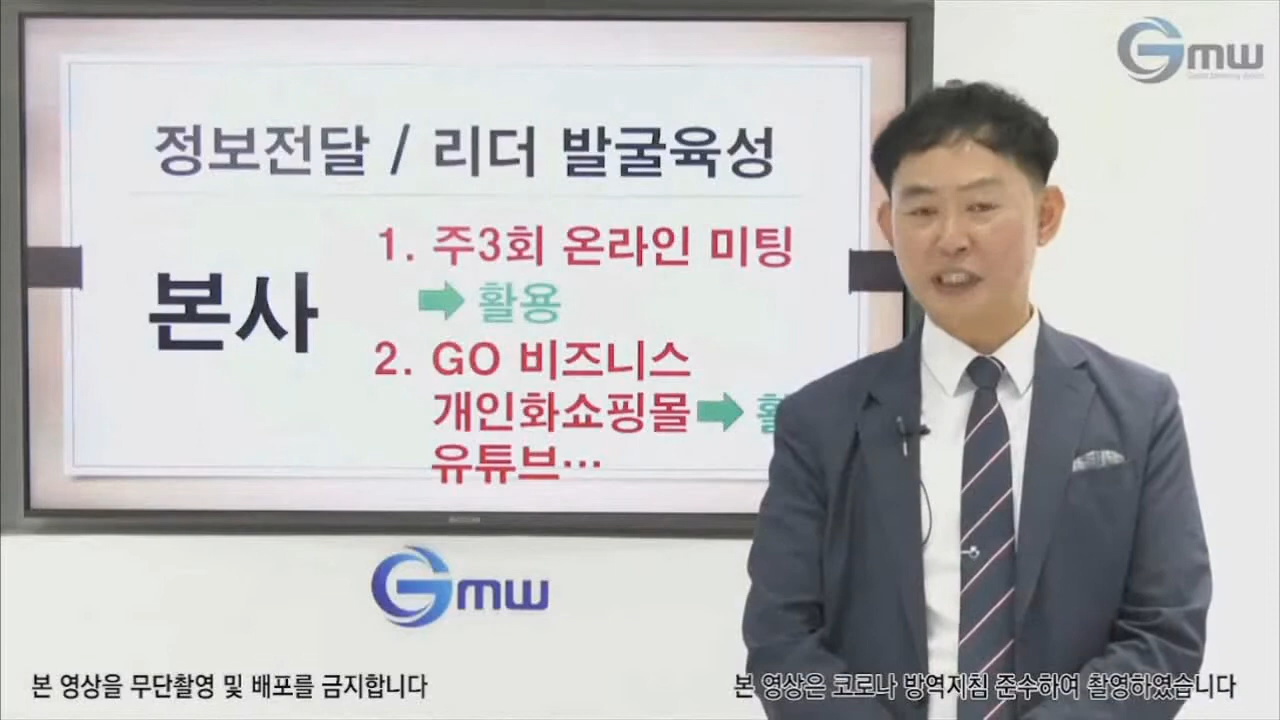 Gmw
정보전달 / 리더 발굴육성
본사
1. 주3회 온라인 미팅
➡ 활용
2. GO 비즈니스
개인화쇼핑몰➡
유튜브…
Gmw
본 영상을 무단촬영 및 배포를 금지합니다
본 영상은 코로나 방역지침 준수하여 촬영하였습니다